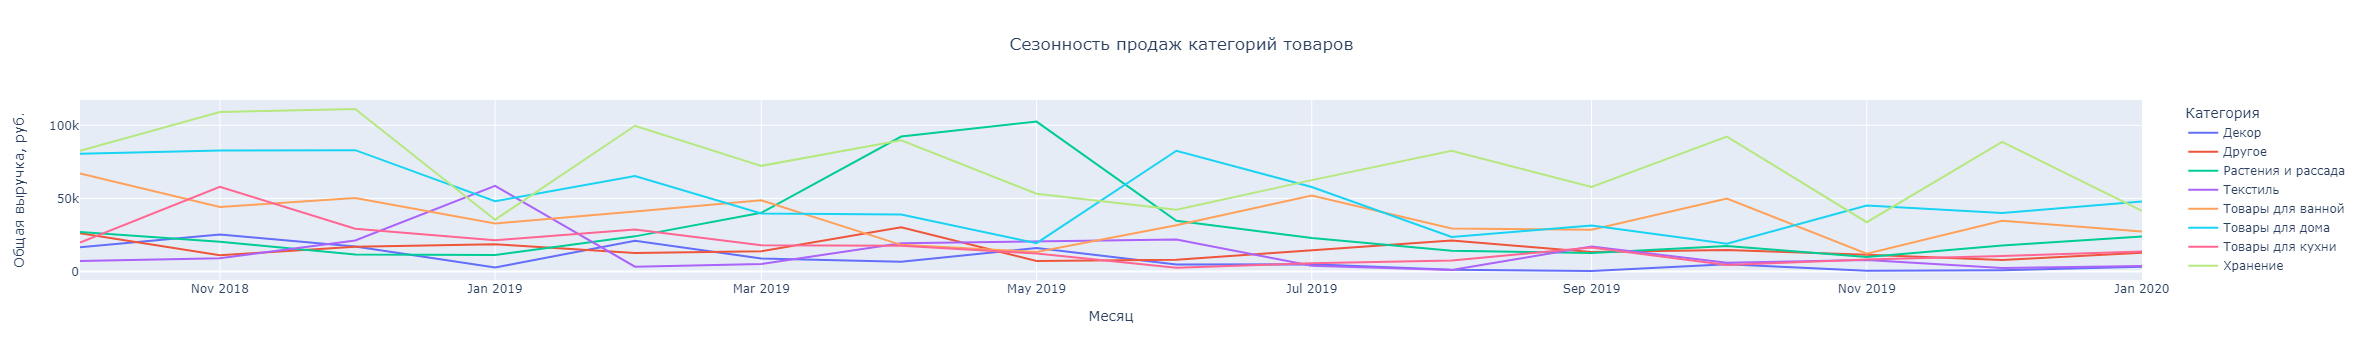 Сезонность продаж категорий товаров
Общая выручка, руб.
100k
50k
0
Nov 2018
Jan 2019
Mar 2019
May 2019
Jul 2019
Sep 2019
Nov 2019
Jan 2020
Месяц
Категория
Декор
Другое
Растения и рассада
Текстиль
Товары для ванной
Товары для дома
Товары для кухни
Хранение